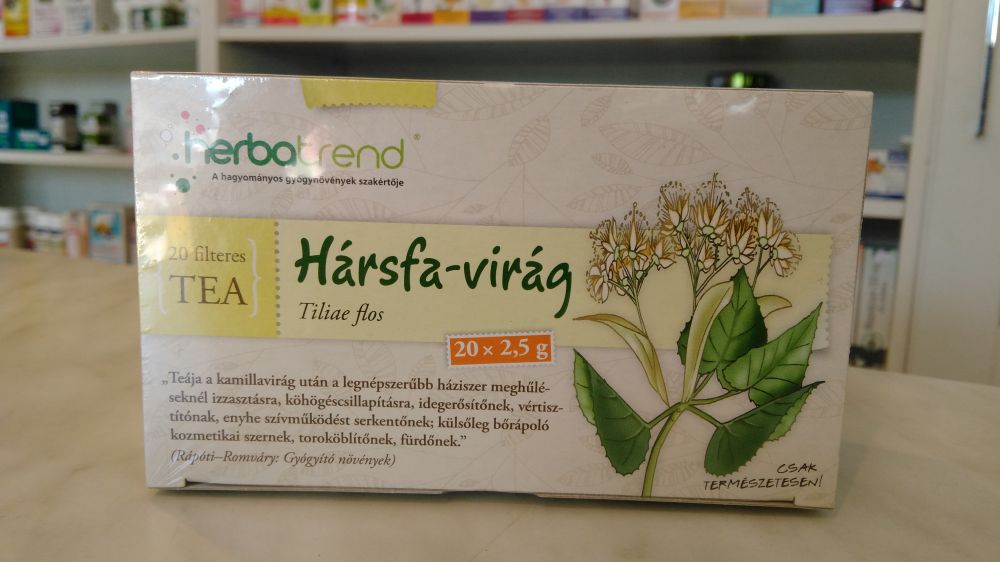 herbatrend®
A hagyományos gyógynövények szakértője
20 filteres
TEA
Hársfa-virág
Tiliae flos
20 × 2,5 g
„Teája a kamillavirág után a legnépszerűbb háziszer meghűlé-
seknél izzasztásra, köhögéscsillapításra, idegerősítőnek, vértisz-
títónak, enyhe szívműködést serkentőnek; külsőleg bőrápoló
kozmetikai szernek, toroköblítőnek, fürdőnek.”
(Rápóti–Romváry: Gyógyító növények)
CSAK
TERMÉSZETESEN!